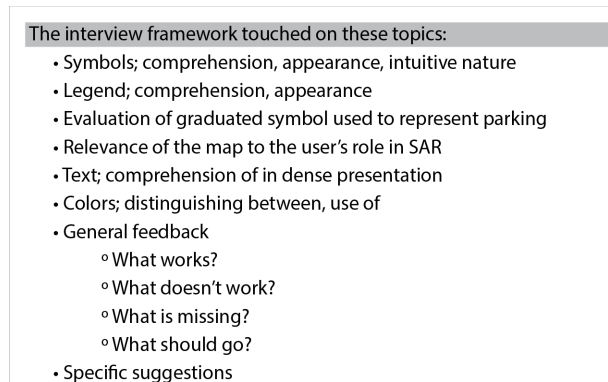 The interview framework touched on these topics:
• Symbols; comprehension, appearance, intuitive nature
• Legend; comprehension, appearance
• Evaluation of graduated symbol used to represent parking
• Relevance of the map to the user’s role in SAR
• Text; comprehension of in dense presentation
• Colors; distinguishing between, use of
• General feedback
º What works?
º What doesn’t work?
º What is missing?
º What should go?
• Specific suggestions